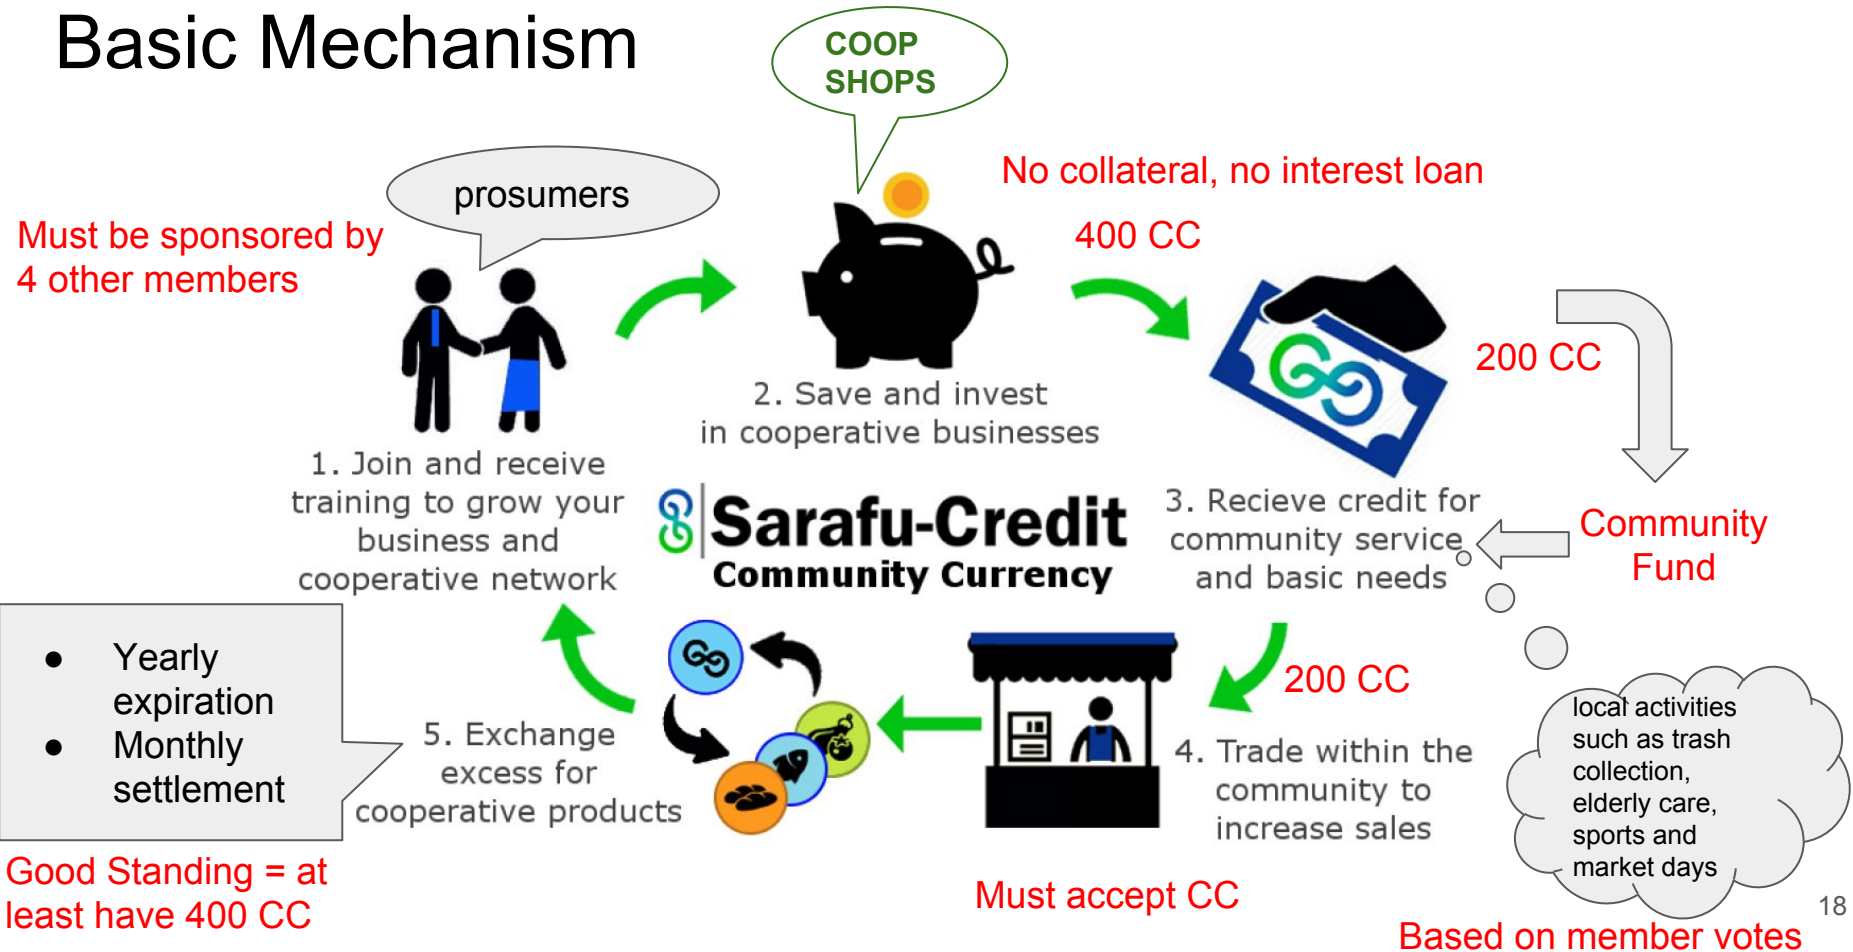 Basic Mechanism
COOP
SHOPS
prosumers
No collateral, no interest loan
400 CC
Must be sponsored by
4 other members
200 CC
2. Save and invest
in cooperative businesses
1. Join and receive
training to grow your
business and
cooperative network
Sarafu-Credit
Community Currency
3. Recieve credit for
community service
and basic needs
Community
Fund
● Yearly
expiration
● Monthly
settlement
200 CC
5. Exchange
excess for
cooperative products
4. Trade within the
community to
increase sales
local activities
such as trash
collection,
elderly care,
sports and
market days
Good Standing = at
least have 400 CC
Must accept CC
Based on member votes
18